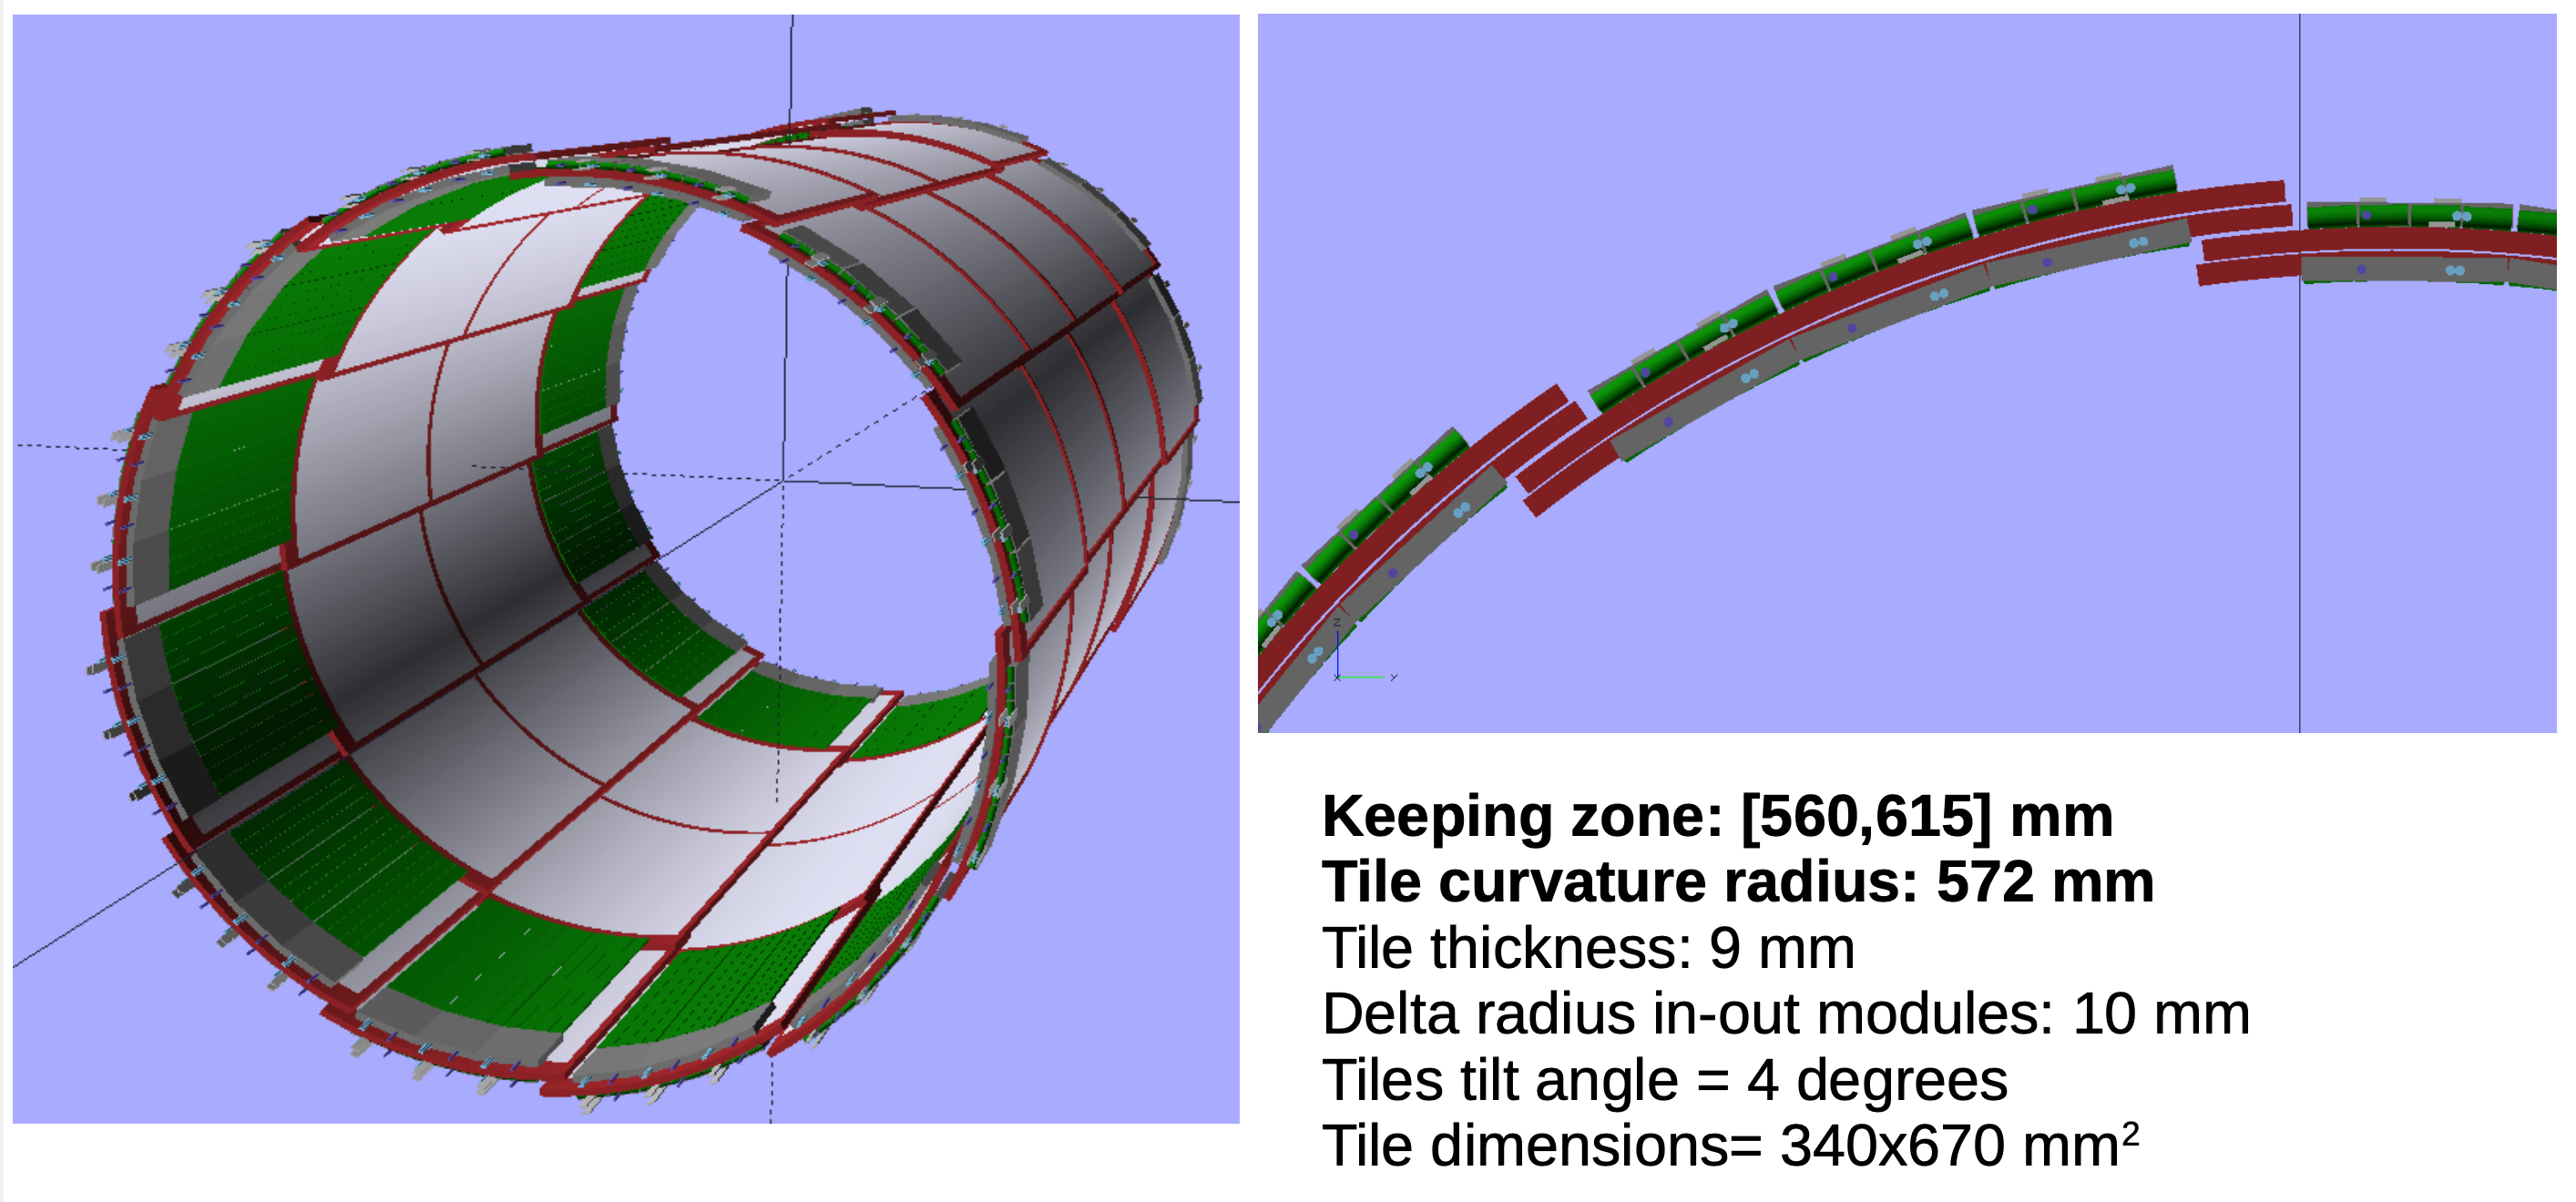 Z
X
Y
Keeping zone: [560,615] mm
Tile curvature radius: 572 mm
Tile thickness: 9 mm
Delta radius in-out modules: 10 mm
Tiles tilt angle = 4 degrees
Tile dimensions= 340x670 mm²